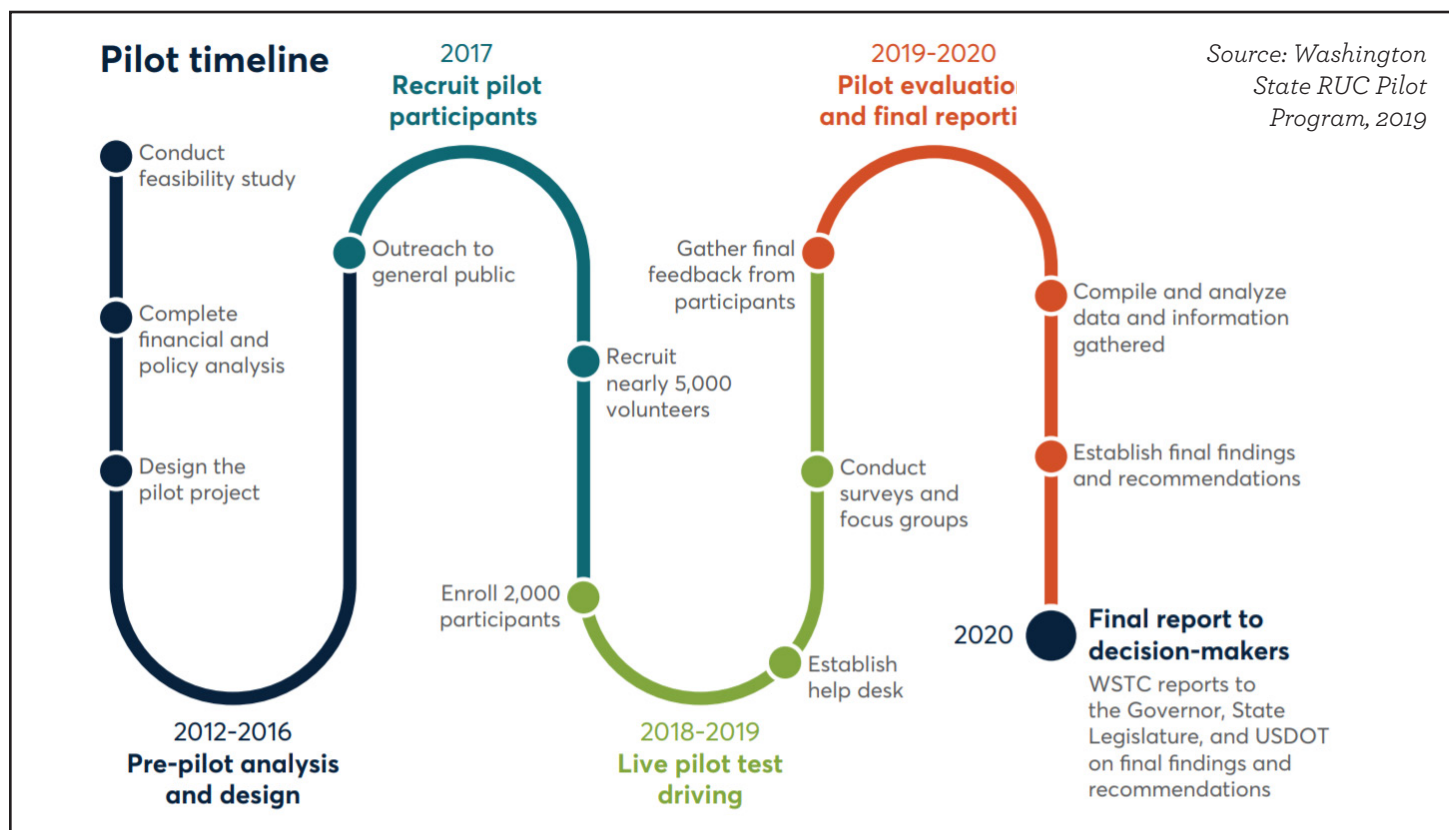 Pilot timeline
Conduct
feasibility study
Complete
financial and
policy analysis
Design the
pilot project
2012-2016
Pre-pilot analysis
and design
2017
Recruit pilot
participants
Outreach to
general public
Recruit
nearly 5,000
volunteers
Enroll 2,000
participants
2018-2019
Live pilot test
driving
Establish
help desk
Conduct
surveys and
focus groups
Gather final
feedback from
participants
2019-2020
Pilot evaluatio
and final reporti
Compile and analyze
data and information
gathered
Establish final findings
and recommendations
2020
Final report to
decision-makers
WSTC reports to
the Governor, State
Legislature, and USDOT
on final findings and
recommendations
Source: Washington
State RUC Pilot
Program, 2019